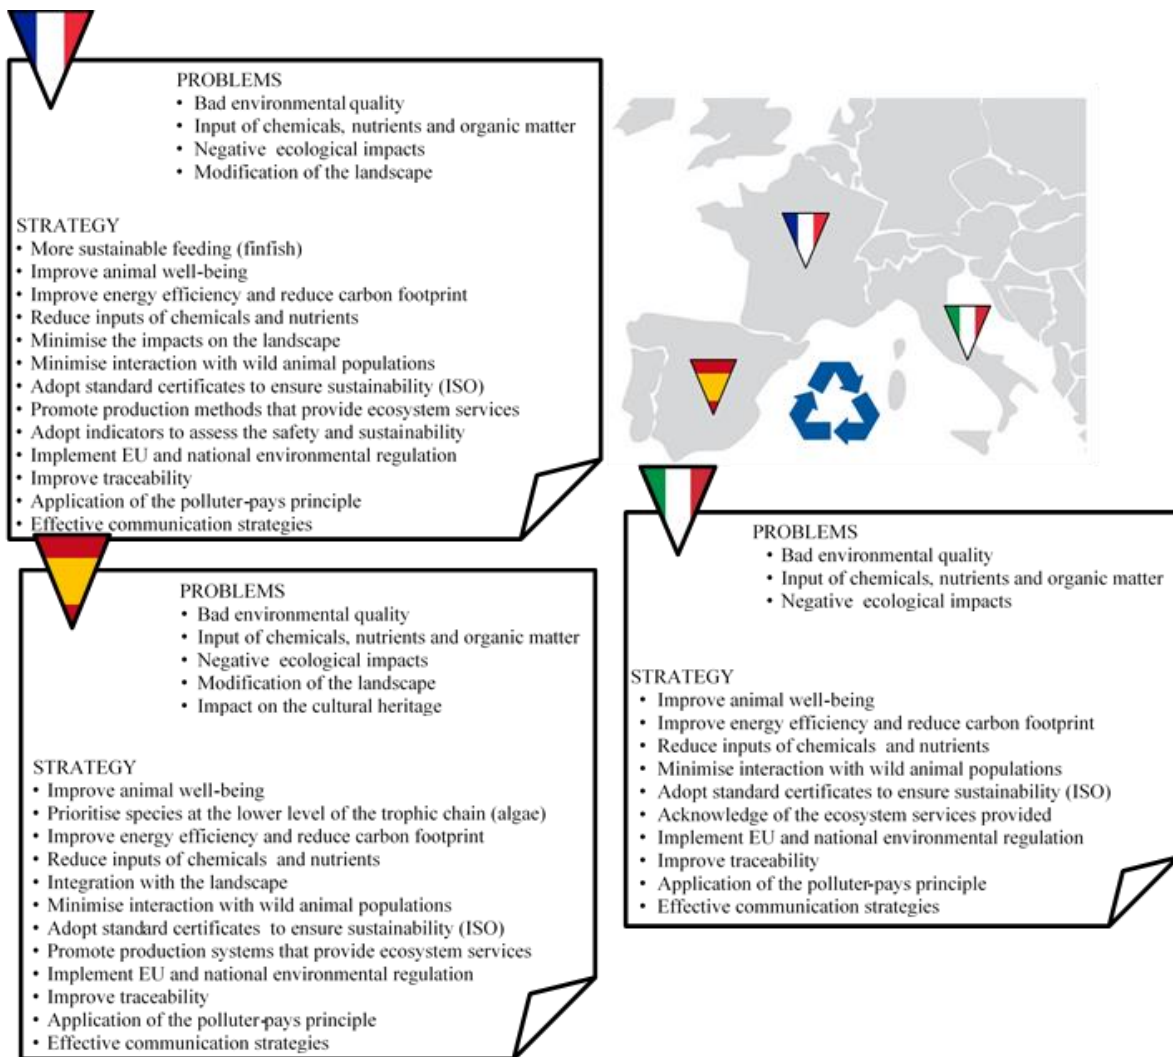 PROBLEMS
• Bad environmental quality
• Input of chemicals, nutrients and organic matter
• Negative ecological impacts
• Modification of the landscape
STRATEGY
• More sustainable feeding (finfish)
• Improve animal well-being
• Improve energy efficiency and reduce carbon footprint
• Reduce inputs of chemicals and nutrients
• Minimise the impacts on the landscape
• Minimise interaction with wild animal populations
• Adopt standard certificates to ensure sustainability (ISO)
• Promote production methods that provide ecosystem services
• Adopt indicators to assess the safety and sustainability
• Implement EU and national environmental regulation
• Improve traceability
• Application of the polluter-pays principle
• Effective communication strategies
PROBLEMS
• Bad environmental quality
• Input of chemicals, nutrients and organic matter
• Negative ecological impacts
• Modification of the landscape
• Impact on the cultural heritage
STRATEGY
• Improve animal well-being
• Prioritise species at the lower level of the trophic chain (algae)
• Improve energy efficiency and reduce carbon footprint
• Reduce inputs of chemicals and nutrients
• Integration with the landscape
• Minimise interaction with wild animal populations
• Adopt standard certificates to ensure sustainability (ISO)
• Promote production systems that provide ecosystem services
• Implement EU and national environmental regulation
• Improve traceability
• Application of the polluter-pays principle
• Effective communication strategies
PROBLEMS
• Bad environmental quality
• Input of chemicals, nutrients and organic matter
• Negative ecological impacts
STRATEGY
• Improve animal well-being
• Improve energy efficiency and reduce carbon footprint
• Reduce inputs of chemicals and nutrients
• Minimise interaction with wild animal populations
• Adopt standard certificates to ensure sustainability (ISO)
• Acknowledge of the ecosystem services provided
• Implement EU and national environmental regulation
• Improve traceability
• Application of the polluter-pays principle
• Effective communication strategies